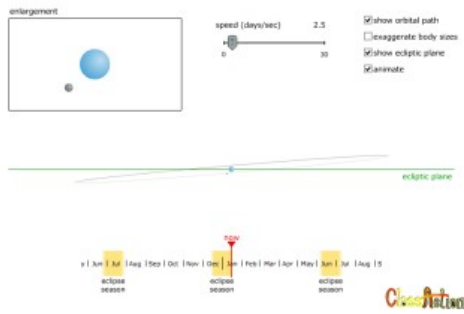 enlargement
speed (days/sec) 2.5
0 30
show orbital path
exaggerate body sizes
show ecliptic plane
animate
ecliptic plane
now
y | Jun | Jul | Aug | Sep | Oct | Nov | Dec | Jan | Feb | Mar | Apr | May | Jun | Jul | Aug | S
eclipse season
eclipse season
eclipse season
ClassAction